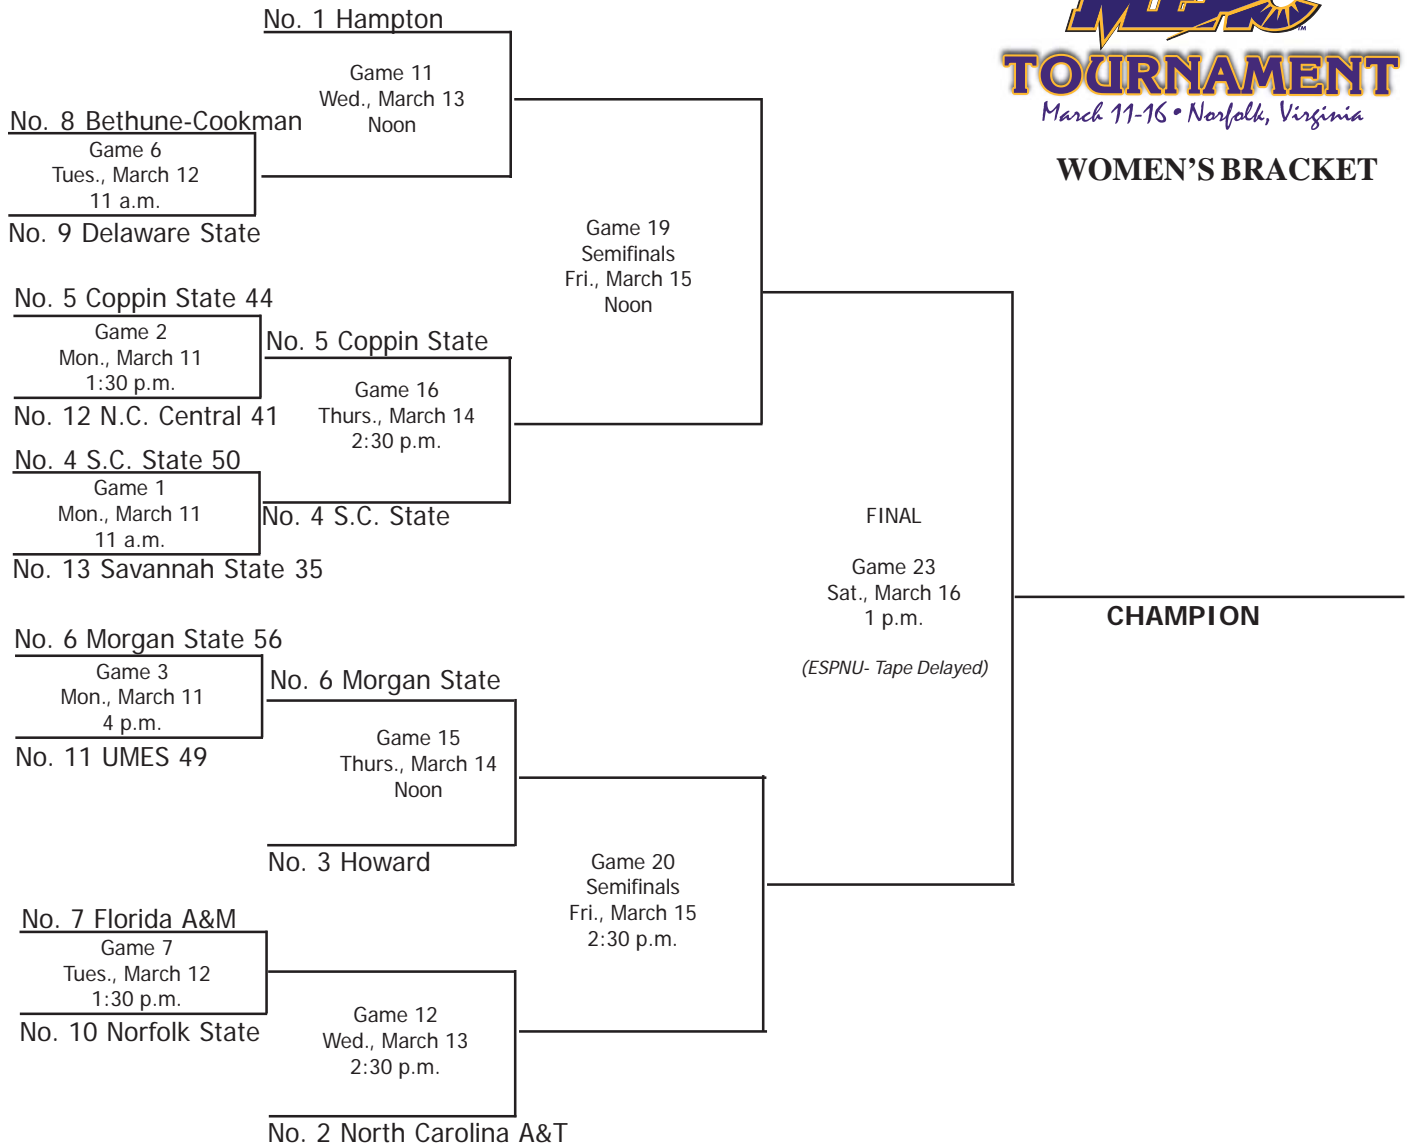 No. 1 Hampton
Game 11
Wed., March 13
Noon
No. 8 Bethune-Cookman
Game 6
Tues., March 12
11 a.m.
No. 9 Delaware State
MEAC
TM
TOURNAMENT
March 11-16 • Norfolk, Virginia
WOMEN'S BRACKET
Game 19
Semifinals
Fri., March 15
Noon
No. 5 Coppin State 44
Game 2
Mon., March 11
1:30 p.m.
No. 12 N.C. Central 41
No. 5 Coppin State
Game 16
Thurs., March 14
2:30 p.m.
No. 4 S.C. State 50
Game 1
Mon., March 11
11 a.m.
No. 13 Savannah State 35
No. 4 S.C. State
FINAL
Game 23
Sat., March 16
1 p.m.
(ESPNU- Tape Delayed)
CHAMPION
No. 6 Morgan State 56
Game 3
Mon., March 11
4 p.m.
No. 11 UMES 49
No. 6 Morgan State
Game 15
Thurs., March 14
Noon
No. 3 Howard
Game 20
Semifinals
Fri., March 15
2:30 p.m.
No. 7 Florida A&M
Game 7
Tues., March 12
1:30 p.m.
No. 10 Norfolk State
Game 12
Wed., March 13
2:30 p.m.
No. 2 North Carolina A&T